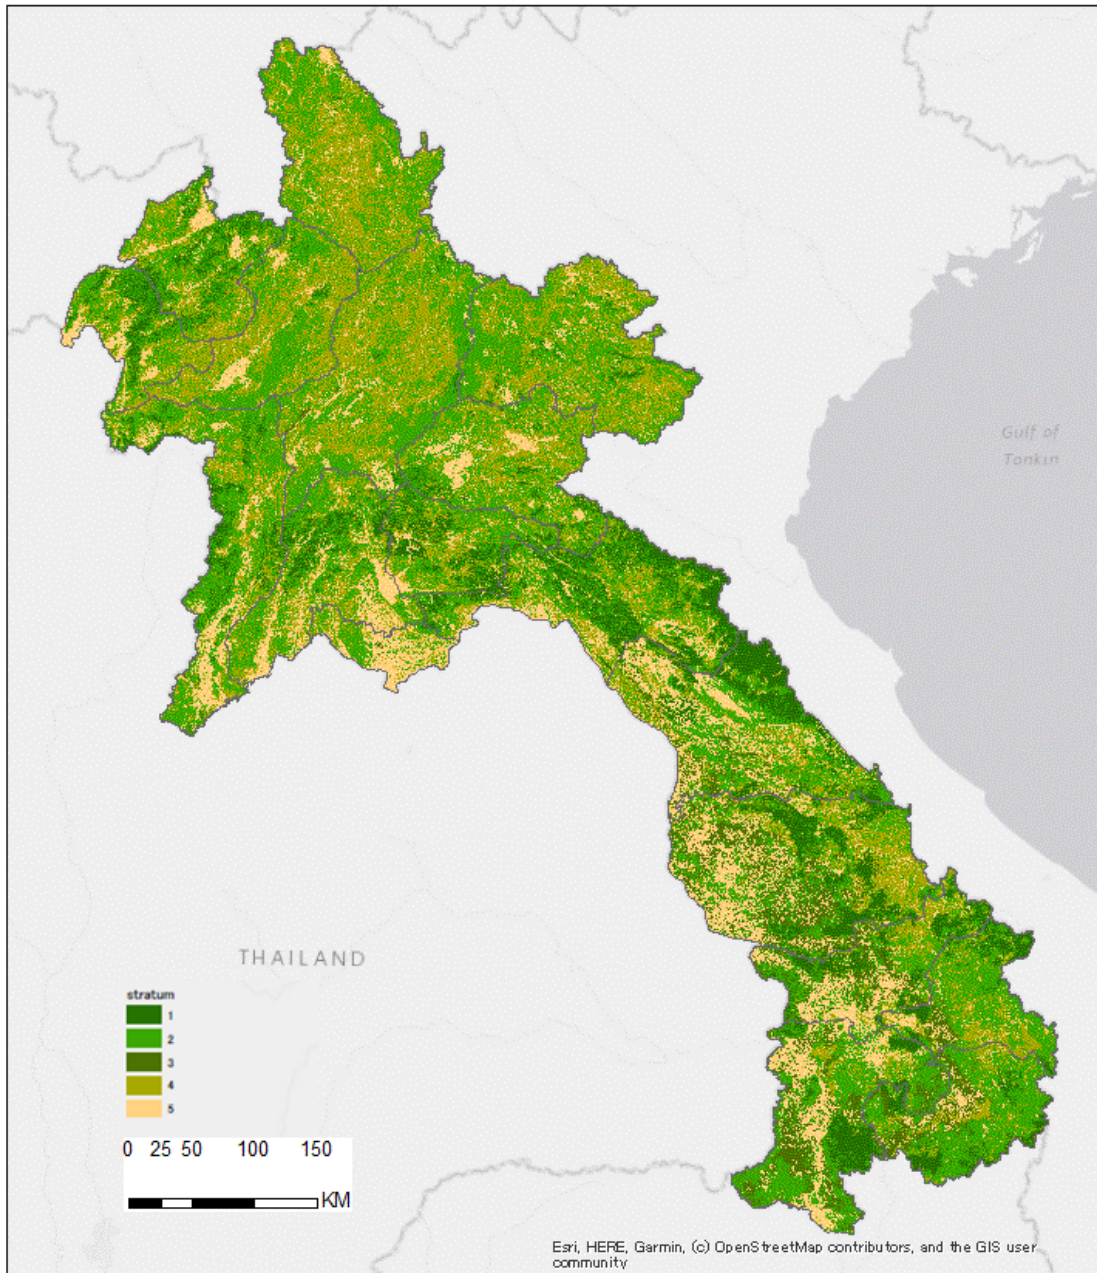 Gulf of
Tonkin
THAILAND
stratum
1
2
3
4
5
0 25 50 100 150
KM
Esri, HERE, Garmin, (c) OpenStreetMap contributors, and the GIS user
community